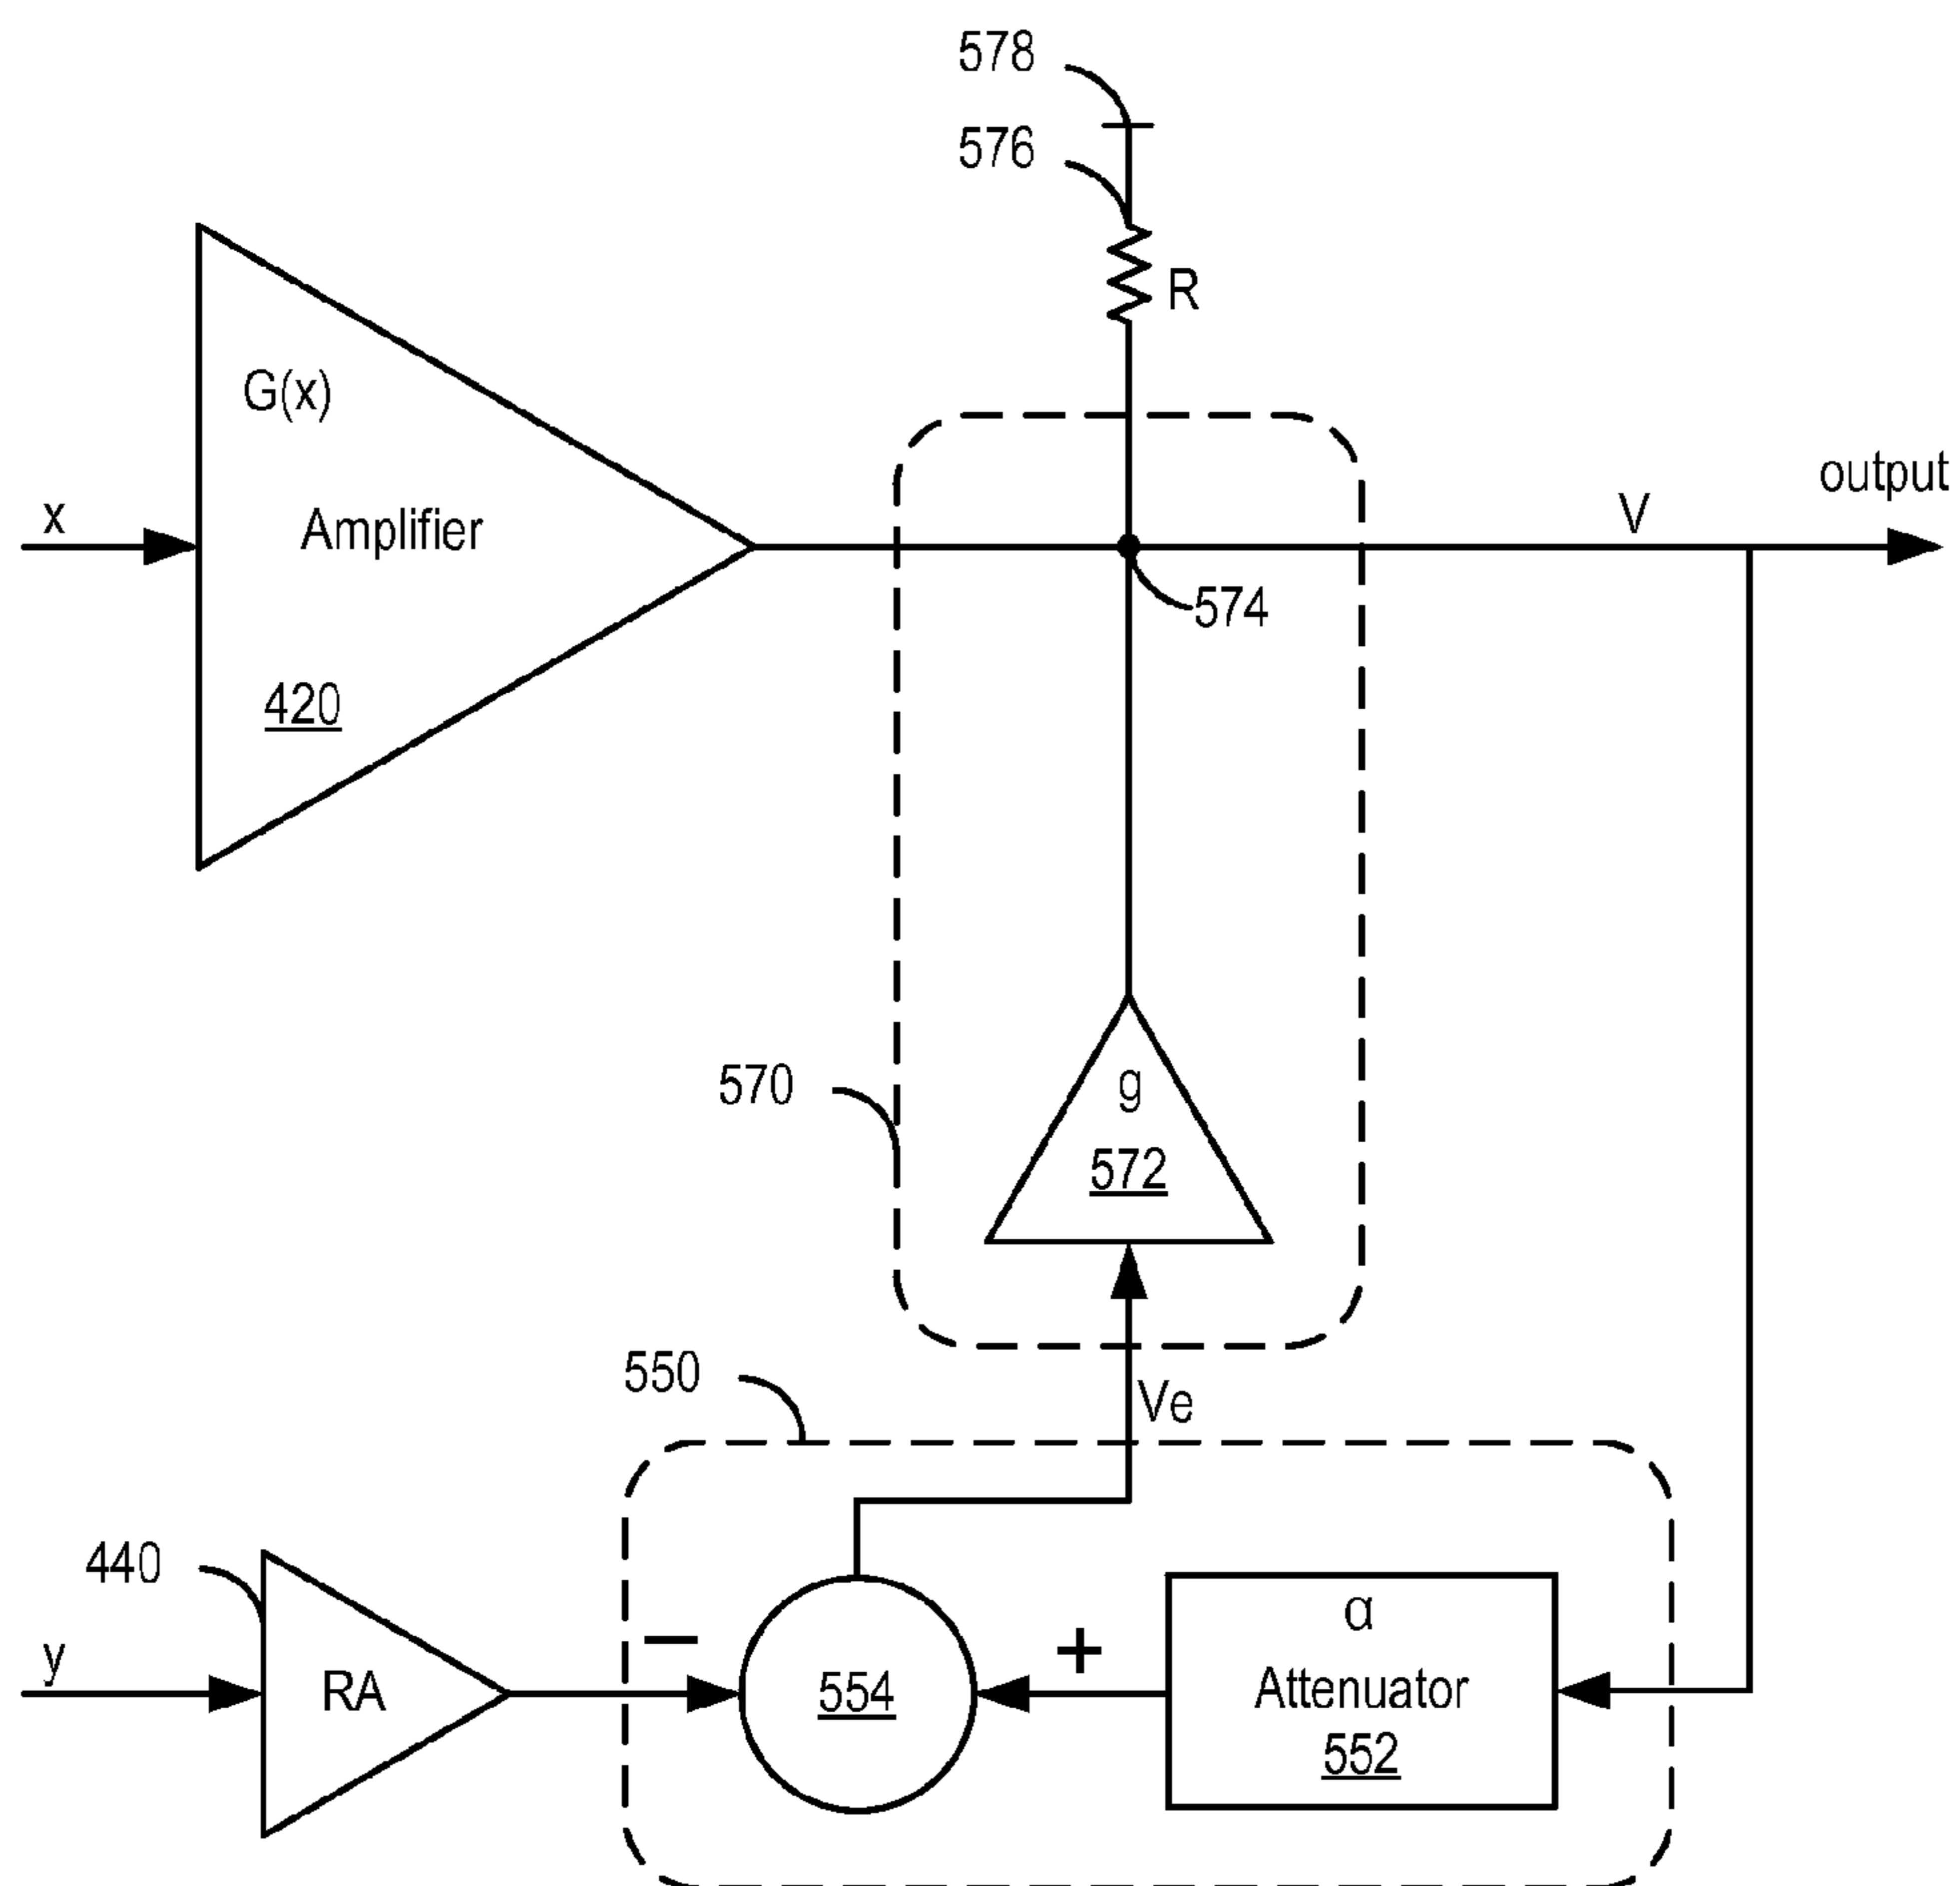 578
576
R
G(x)
output
x
Amplifier
V
574
420
g
570
572
550
Ve
440
α
y
RA
−
554
+
Attenuator
552